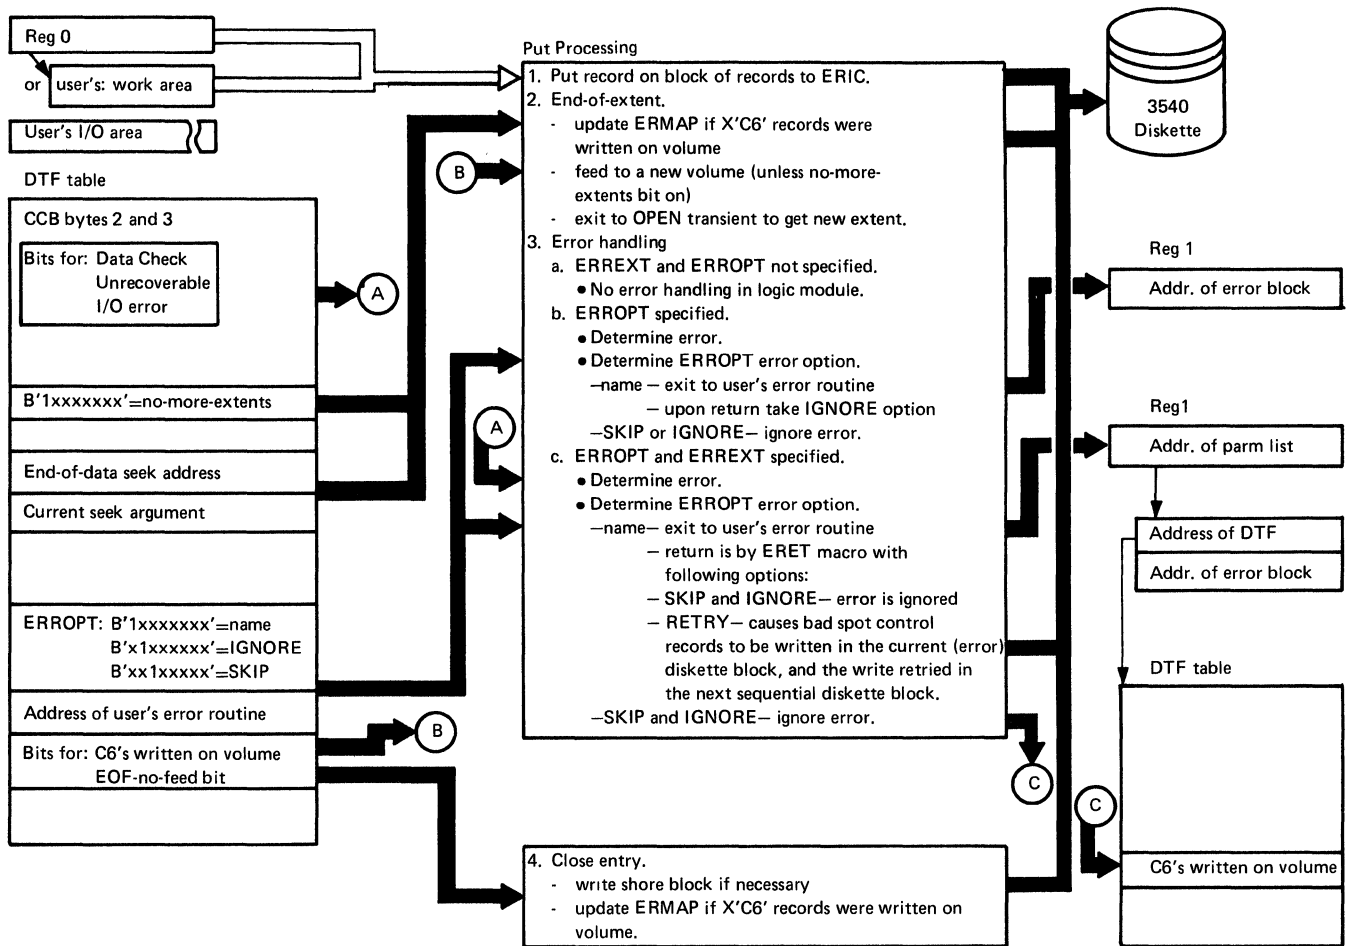 Reg 0
or user's: work area
User's I/O area
DTF table
CCB bytes 2 and 3
Bits for: Data Check
Unrecoverable
I/O error
A
B'1xxxxxxx'=no-more-extents
End-of-data seek address
Current seek argument
ERROPT: B'1xxxxxxx'=name
B'x1xxxxxx'=IGNORE
B'xx1xxxxx'=SKIP
Address of user's error routine
Bits for: C6's written on volume
EOF-no-feed bit
B
B
A
Put Processing
1. Put record on block of records to ERIC.
2. End-of-extent.
- update ERMAP if X'C6' records were
written on volume
- feed to a new volume (unless no-more-
extents bit on)
- exit to OPEN transient to get new extent.
3. Error handling
a. ERREXT and ERROPT not specified.
• No error handling in logic module.
b. ERROPT specified.
• Determine error.
• Determine ERROPT error option.
—name — exit to user's error routine
— upon return take IGNORE option
—SKIP or IGNORE— ignore error.
c. ERROPT and ERREXT specified.
• Determine error.
• Determine ERROPT error option.
—name— exit to user's error routine
— return is by ERET macro with
following options:
— SKIP and IGNORE— error is ignored
— RETRY— causes bad spot control
records to be written in the current (error)
diskette block, and the write retried in
the next sequential diskette block.
—SKIP and IGNORE— ignore error.
C
4. Close entry.
- write shore block if necessary
- update ERMAP if X'C6' records were written on
volume.
3540
Diskette
Reg 1
Addr. of error block
Reg1
Addr. of parm list
Address of DTF
Addr. of error block
DTF table
C
C6's written on volume